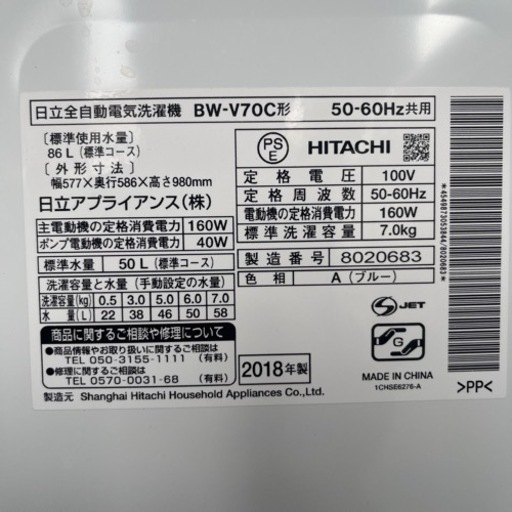 日立全自動電気洗濯機 BW-V70C形 50-60Hz共用
〔標準使用水量〕
86L（標準コース）
〔外形寸法〕
幅577×奥行586×高さ980mm
日立アプライアンス（株）
主電動機の定格消費電力 160W
ポンプ電動機の定格消費電力 40W
標準水量 50L（標準コース）
洗濯容量と水量（手動設定の水量）
洗濯容量(kg) 0.5 3.0 5.0 6.0 7.0
水量(L) 22 38 46 50 58
商品に関するご相談や修理について
●商品情報やお取り扱いに関するご相談など
TEL 050-3155-1111（有料）
●修理に関するご相談など
TEL 0570-0031-68（有料）
製造元 Shanghai Hitachi Household Appliances Co.,Ltd.
PS
E
HITACHI
定格電圧 100V
定格周波数 50-60Hz
電動機の定格消費電力 160W
標準洗濯容量 7.0kg
製造番号 8020683
色相 A（ブルー）
S JET
G
2018年製
MADE IN CHINA
1CHSE6276-A
>PP<
*4549873053844/8020683*